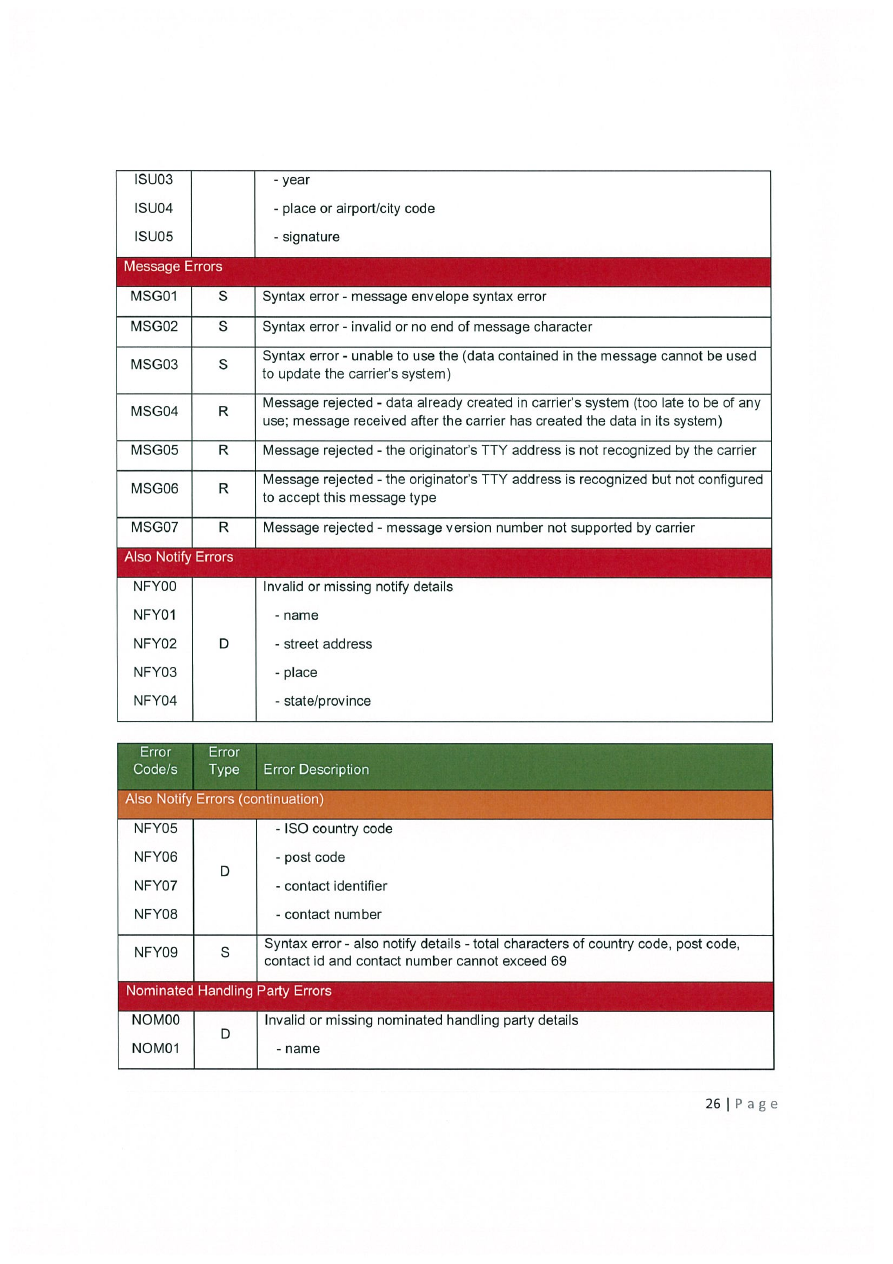 ISU03 - year
ISU04 - place or airport/city code
ISU05 - signature
Message Errors
MSG01 S Syntax error - message envelope syntax error
MSG02 S Syntax error - invalid or no end of message character
MSG03 S Syntax error - unable to use the (data contained in the message cannot be used
to update the carrier's system)
MSG04 R Message rejected - data already created in carrier's system (too late to be of any
use; message received after the carrier has created the data in its system)
MSG05 R Message rejected - the originator's TTY address is not recognized by the carrier
MSG06 R Message rejected - the originator's TTY address is recognized but not configured
to accept this message type
MSG07 R Message rejected - message version number not supported by carrier
Also Notify Errors
NFY00 Invalid or missing notify details
NFY01 - name
NFY02 D - street address
NFY03 - place
NFY04 - state/province
Error Error
Code/s Type Error Description
Also Notify Errors (continuation)
NFY05 - ISO country code
NFY06 - post code
D
NFY07 - contact identifier
NFY08 - contact number
NFY09 S Syntax error - also notify details - total characters of country code, post code,
contact id and contact number cannot exceed 69
Nominated Handling Party Errors
NOM00 Invalid or missing nominated handling party details
D
NOM01 - name
26 | Page